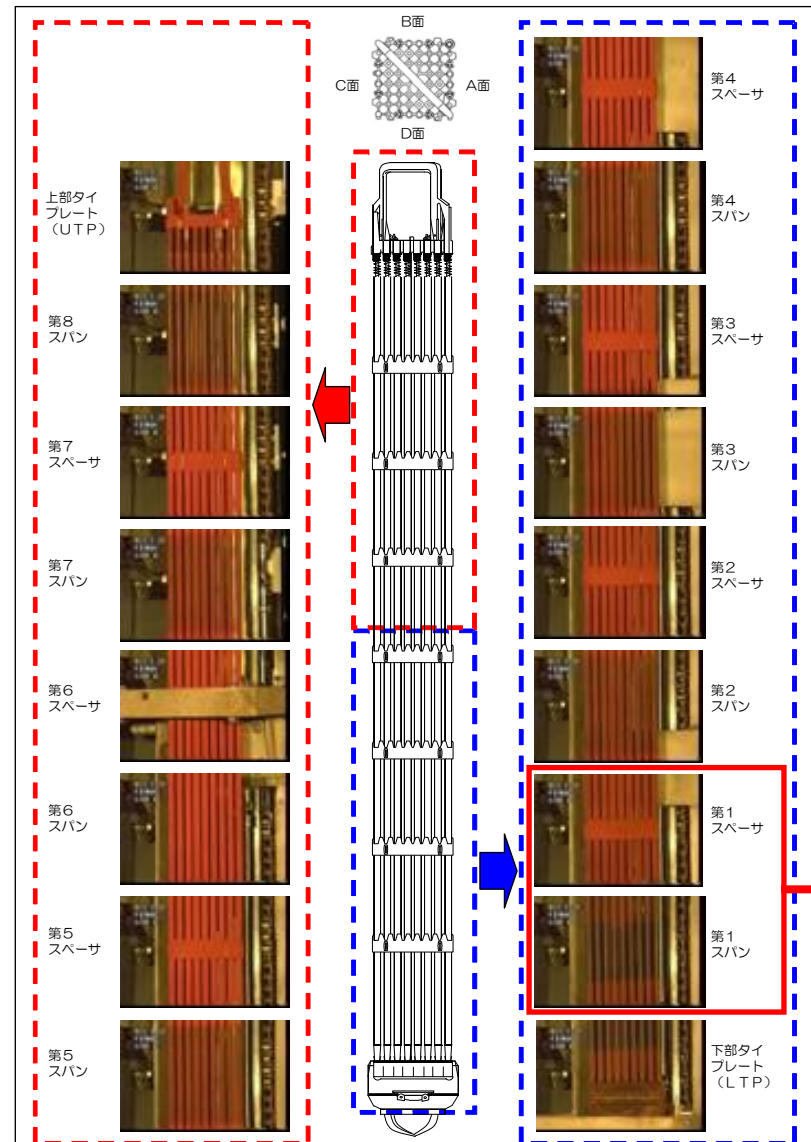 B面
C面
A面
D面
上部タイ
プレート
（ＵＴＰ）
第８
スパン
第７
スペーサ
第７
スパン
第６
スペーサ
第６
スパン
第５
スペーサ
第５
スパン
第４
スペーサ
第４
スパン
第３
スペーサ
第３
スパン
第２
スペーサ
第２
スパン
第１
スペーサ
第１
スパン
下部タイ
プレート
（ＬＴＰ）